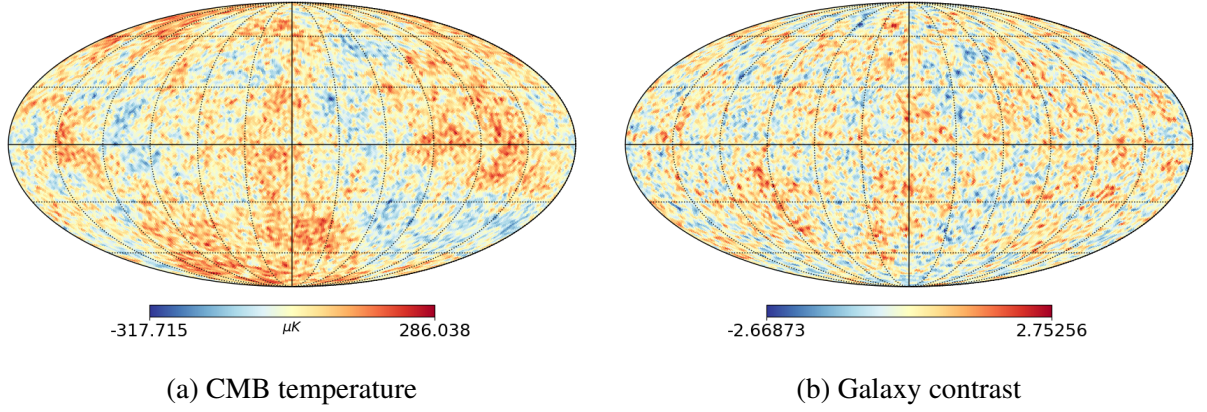 -317.715 μK 286.038
-2.66873 2.75256
(a) CMB temperature
(b) Galaxy contrast